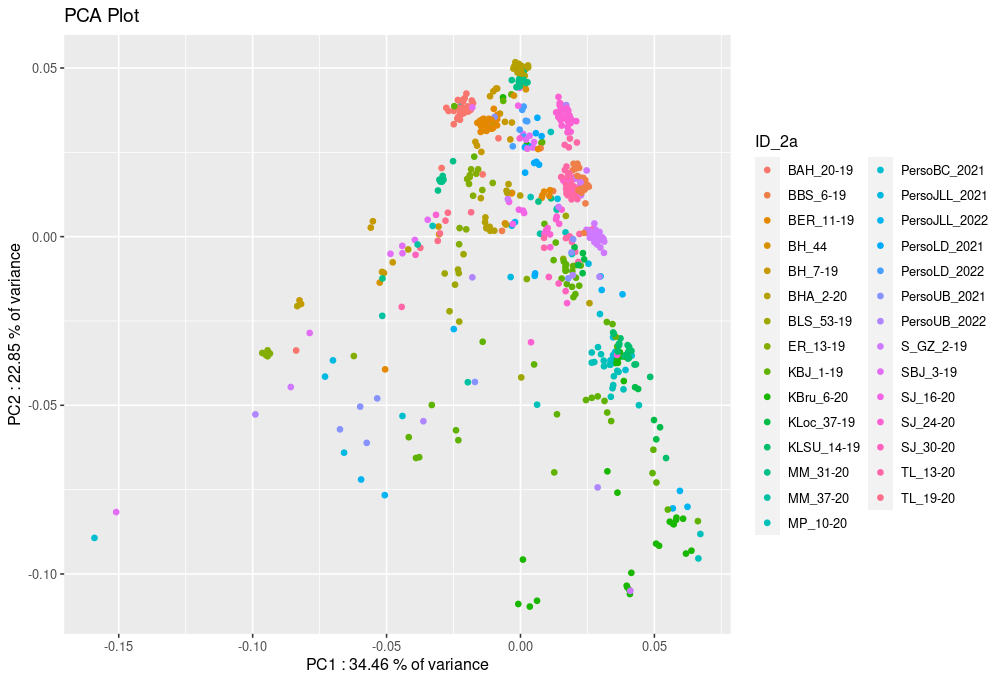 PCA Plot
0.05
0.00
-0.05
-0.10
PC2 : 22.85 % of variance
-0.15
-0.10
-0.05
0.00
0.05
PC1 : 34.46 % of variance
ID_2a
BAH_20-19
BBS_6-19
BER_11-19
BH_44
BH_7-19
BHA_2-20
BLS_53-19
ER_13-19
KBJ_1-19
KBru_6-20
KLoc_37-19
KLSU_14-19
MM_31-20
MM_37-20
MP_10-20
PersoBC_2021
PersoJLL_2021
PersoJLL_2022
PersoLD_2021
PersoLD_2022
PersoUB_2021
PersoUB_2022
S_GZ_2-19
SBJ_3-19
SJ_16-20
SJ_24-20
SJ_30-20
TL_13-20
TL_19-20